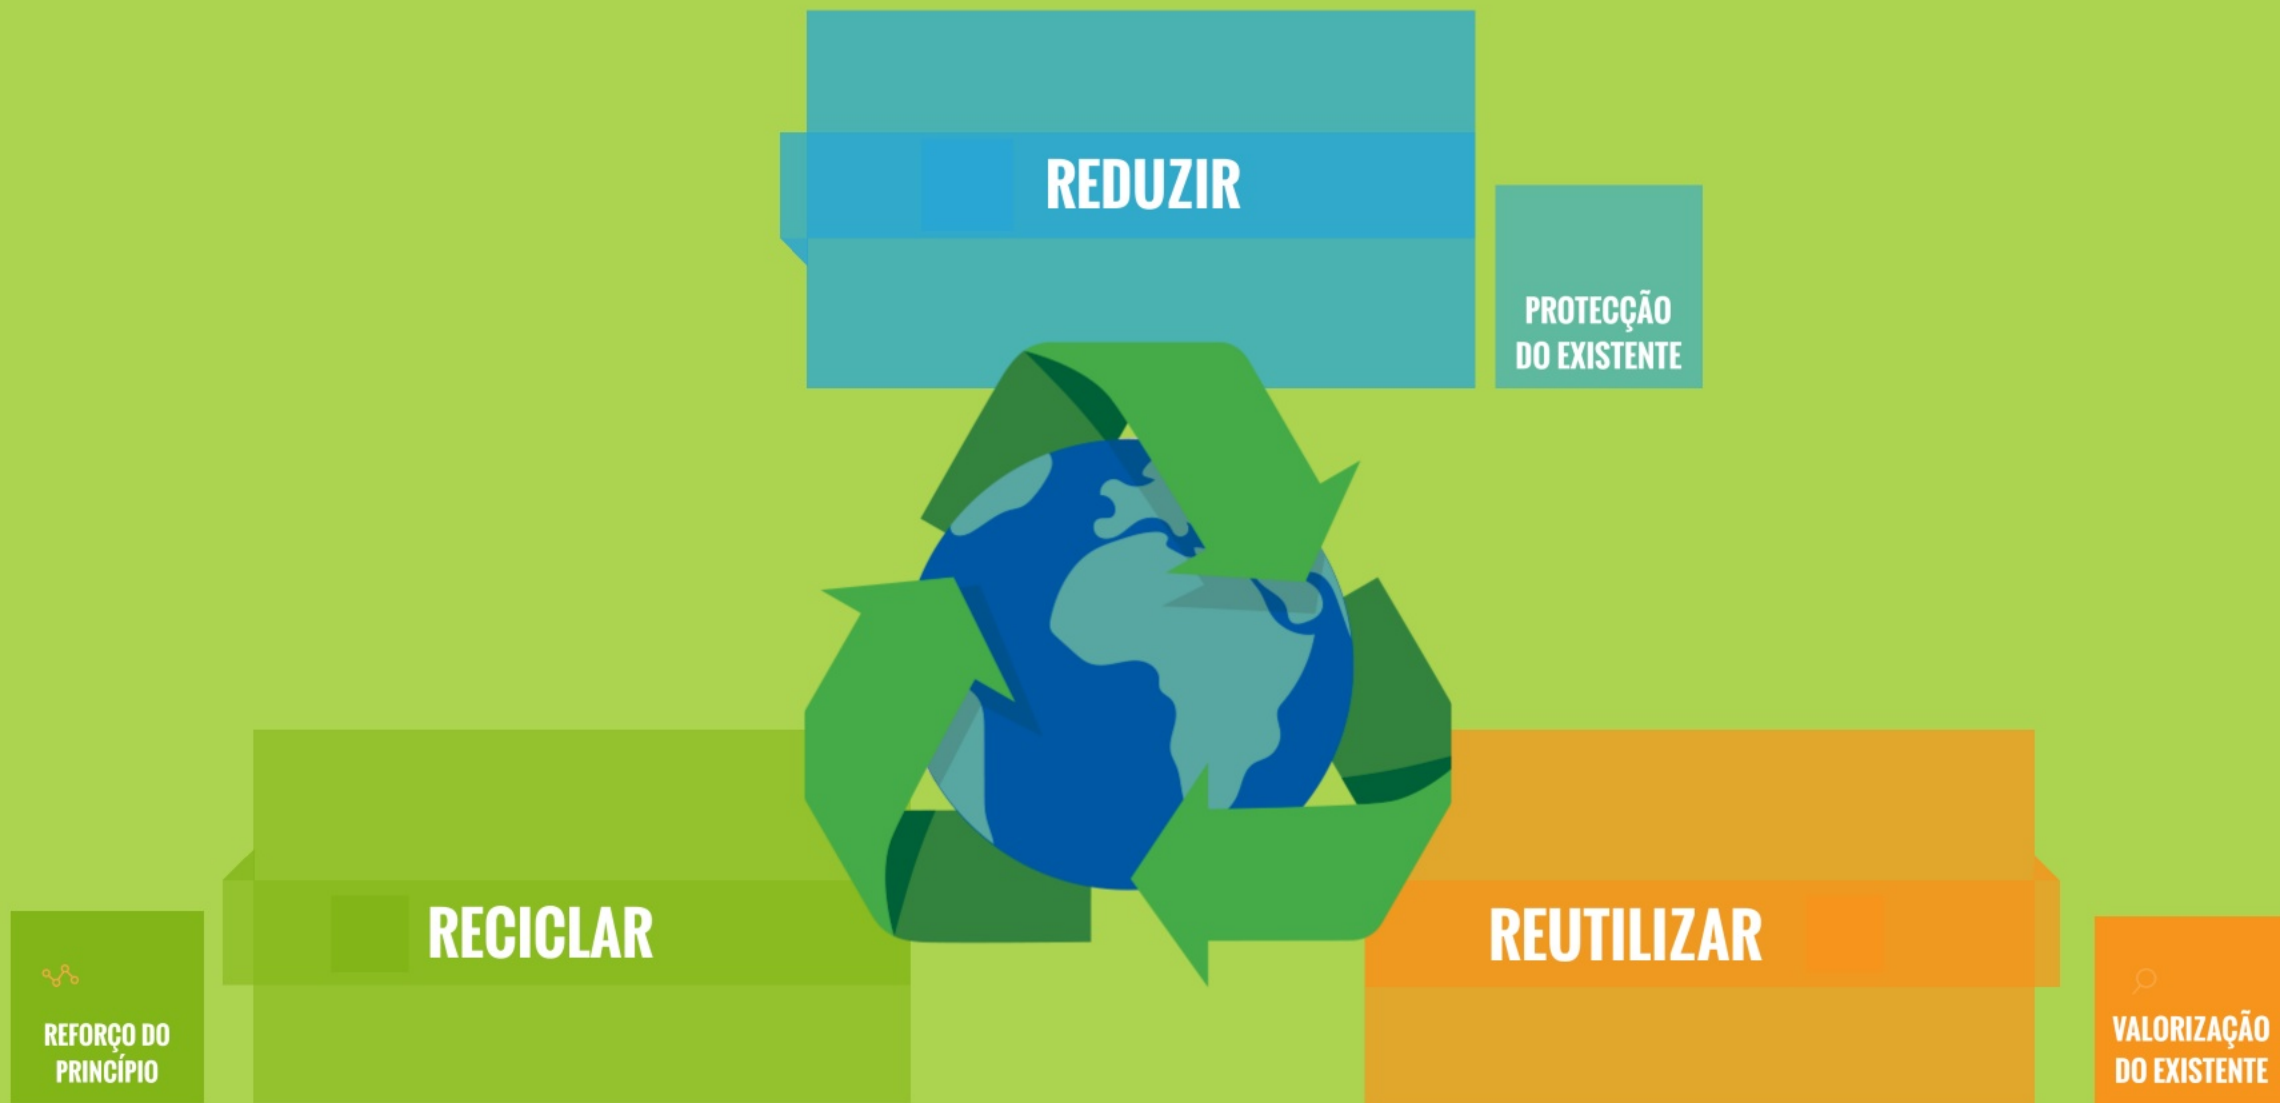 REDUZIR
PROTECÇÃO
DO EXISTENTE
RECICLAR
REUTILIZAR
REFORÇO DO
PRINCÍPIO
VALORIZAÇÃO
DO EXISTENTE